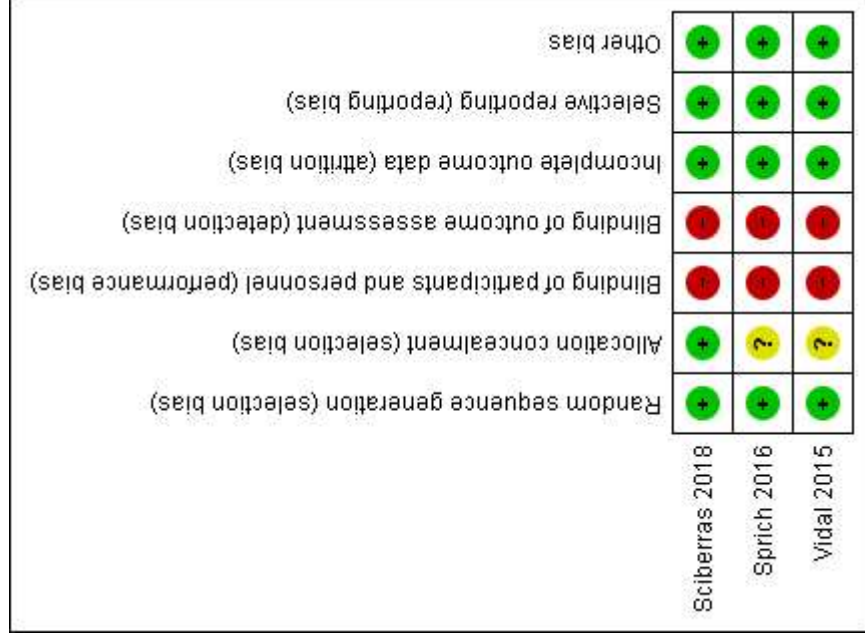 Random sequence generation (selection bias)
Allocation concealment (selection bias)
Blinding of participants and personnel (performance bias)
Blinding of outcome assessment (detection bias)
Incomplete outcome data (attrition bias)
Selective reporting (reporting bias)
Other bias
Sciberras 2018 + + - - + + +
Sprich 2016 + ? - - + + +
Vidal 2015 + ? - - + + +